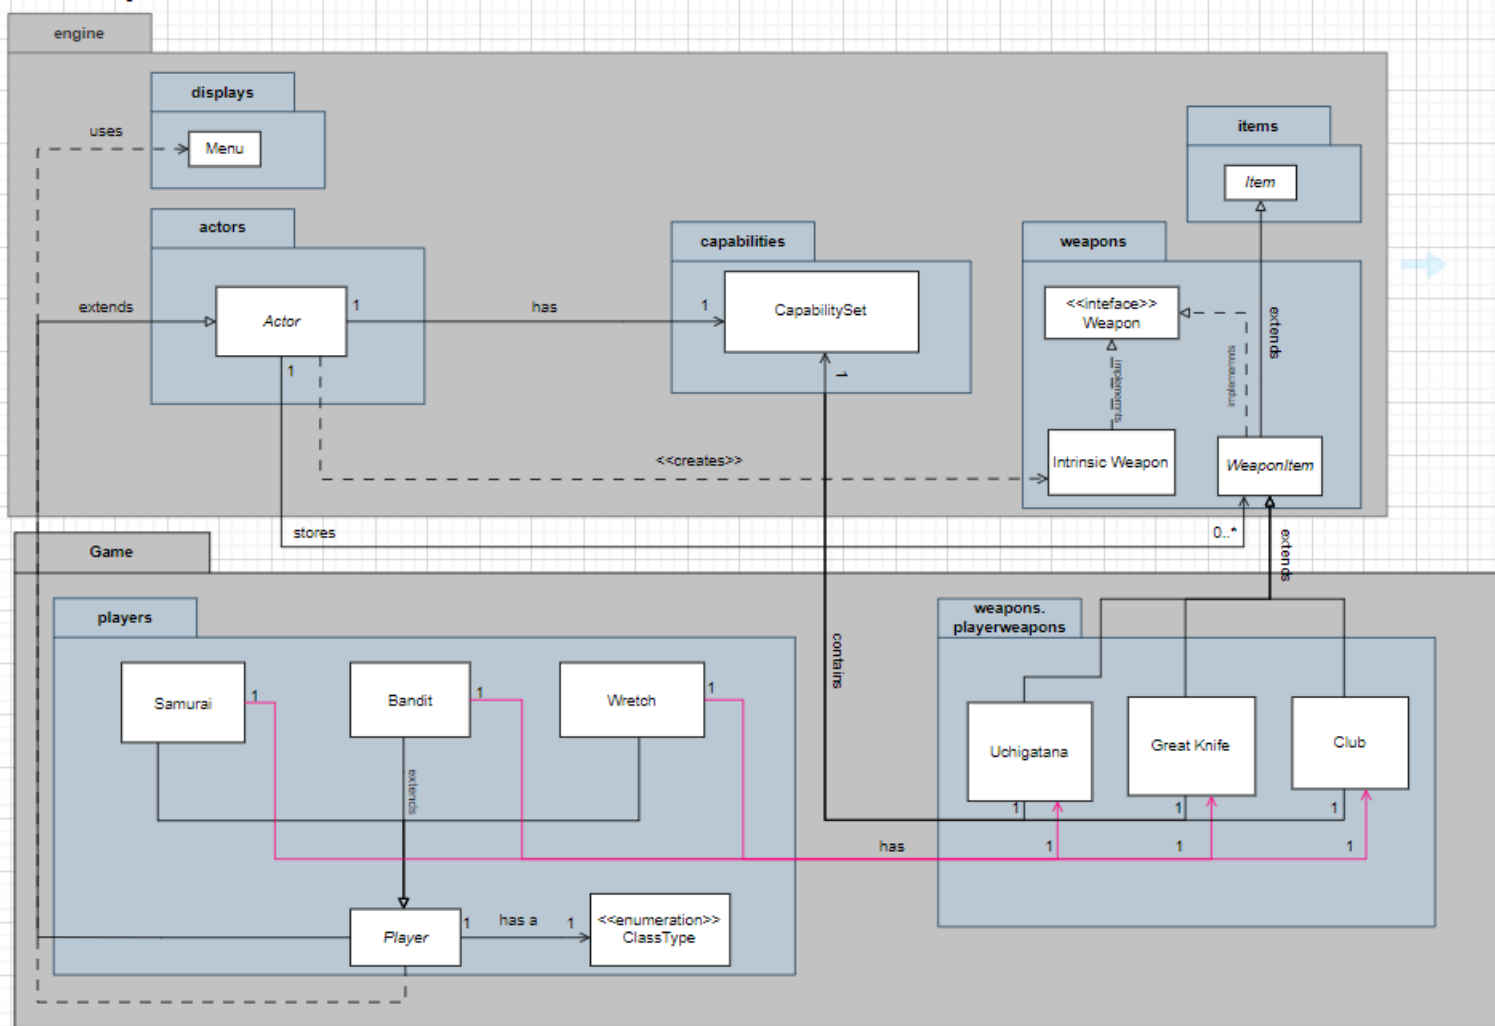 engine
displays
uses
Menu
items
Item
actors
capabilities
weapons
extends
Actor
1
has
1
CapabilitySet
<<inteface>>
Weapon
extends
1
1
implememnts
implememnts
<<creates>>
Intrinsic Weapon
WeaponItem
stores
0..*
extends
Game
players
weapons.
playerweapons
contains
Samurai
1
Bandit
1
Wretch
1
Uchigatana
Great Knife
Club
extends
1
1
1
has
1
1
1
Player
1
has a
1
<<enumeration>>
ClassType